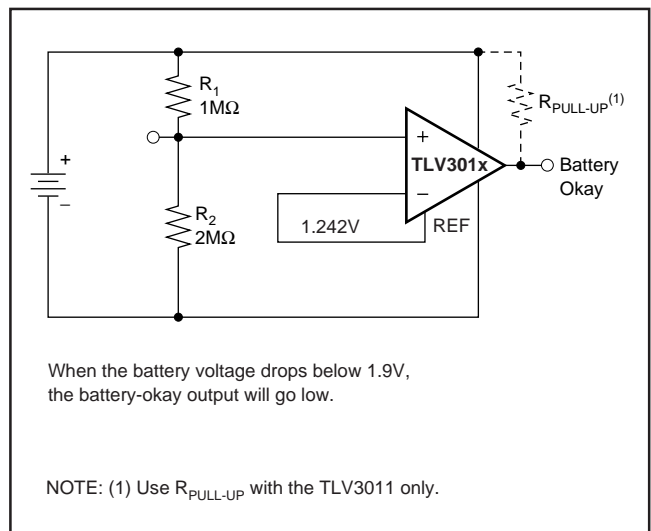 R1
1MΩ
RPULL-UP(1)
+
+
TLV301x
Battery
Okay
–
–
R2
2MΩ
1.242V
REF
When the battery voltage drops below 1.9V,
the battery-okay output will go low.
NOTE: (1) Use RPULL-UP with the TLV3011 only.